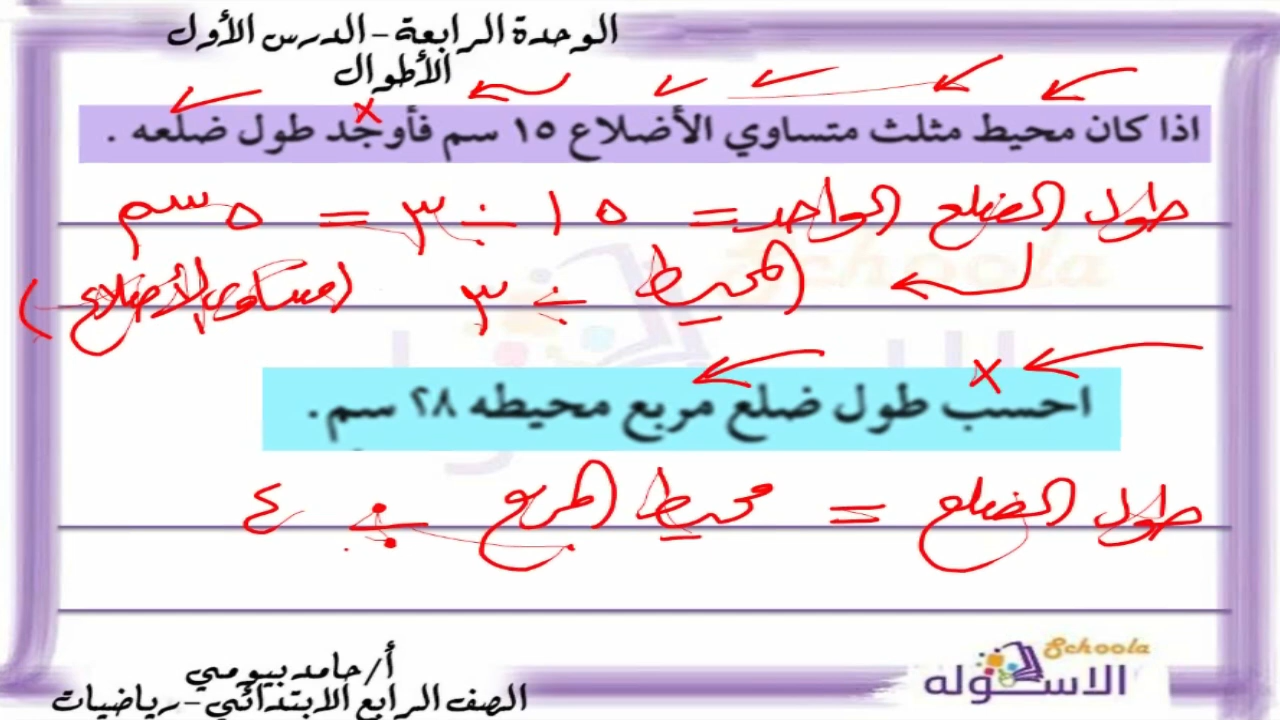 الوحدة الرابعة - الدرس الأول
الأطوال
اذا كان محيط مثلث متساوي الأضلاع ١٥ سم فأوجد طول ضلعه .
طول الضلع الواحد = ١٥ ÷ ٣ = ٥ سم
المحيط ÷ ٣ (متساوى الأضلاع)
احسب طول ضلع مربع محيطه ٢٨ سم .
طول الضلع = محيط المربع ÷ ٤
أ/حامد بيومي
الصف الرابع الابتدائي - رياضيات
Schoola
الاسكوله